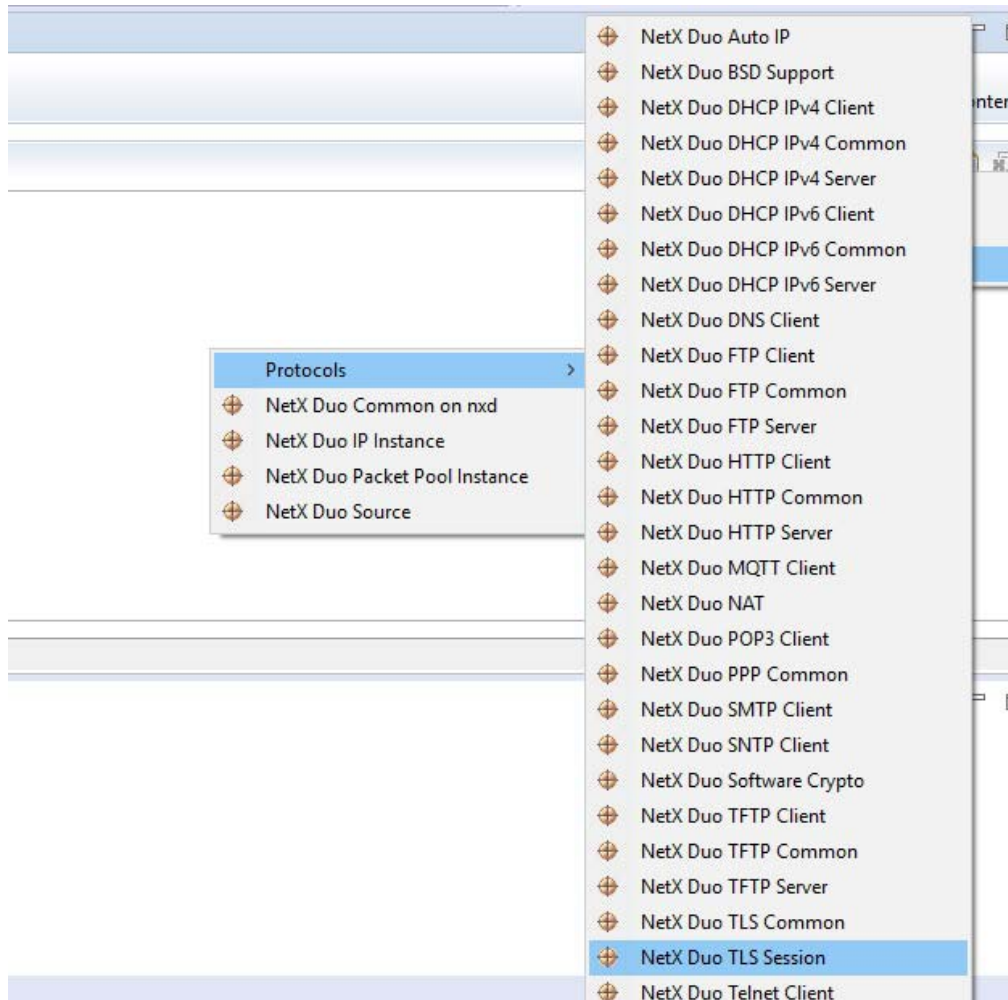 Protocols
NetX Duo Common on nxd
NetX Duo IP Instance
NetX Duo Packet Pool Instance
NetX Duo Source
NetX Duo Auto IP
NetX Duo BSD Support
NetX Duo DHCP IPv4 Client
NetX Duo DHCP IPv4 Common
NetX Duo DHCP IPv4 Server
NetX Duo DHCP IPv6 Client
NetX Duo DHCP IPv6 Common
NetX Duo DHCP IPv6 Server
NetX Duo DNS Client
NetX Duo FTP Client
NetX Duo FTP Common
NetX Duo FTP Server
NetX Duo HTTP Client
NetX Duo HTTP Common
NetX Duo HTTP Server
NetX Duo MQTT Client
NetX Duo NAT
NetX Duo POP3 Client
NetX Duo PPP Common
NetX Duo SMTP Client
NetX Duo SNTP Client
NetX Duo Software Crypto
NetX Duo TFTP Client
NetX Duo TFTP Common
NetX Duo TFTP Server
NetX Duo TLS Common
NetX Duo TLS Session
NetX Duo Telnet Client